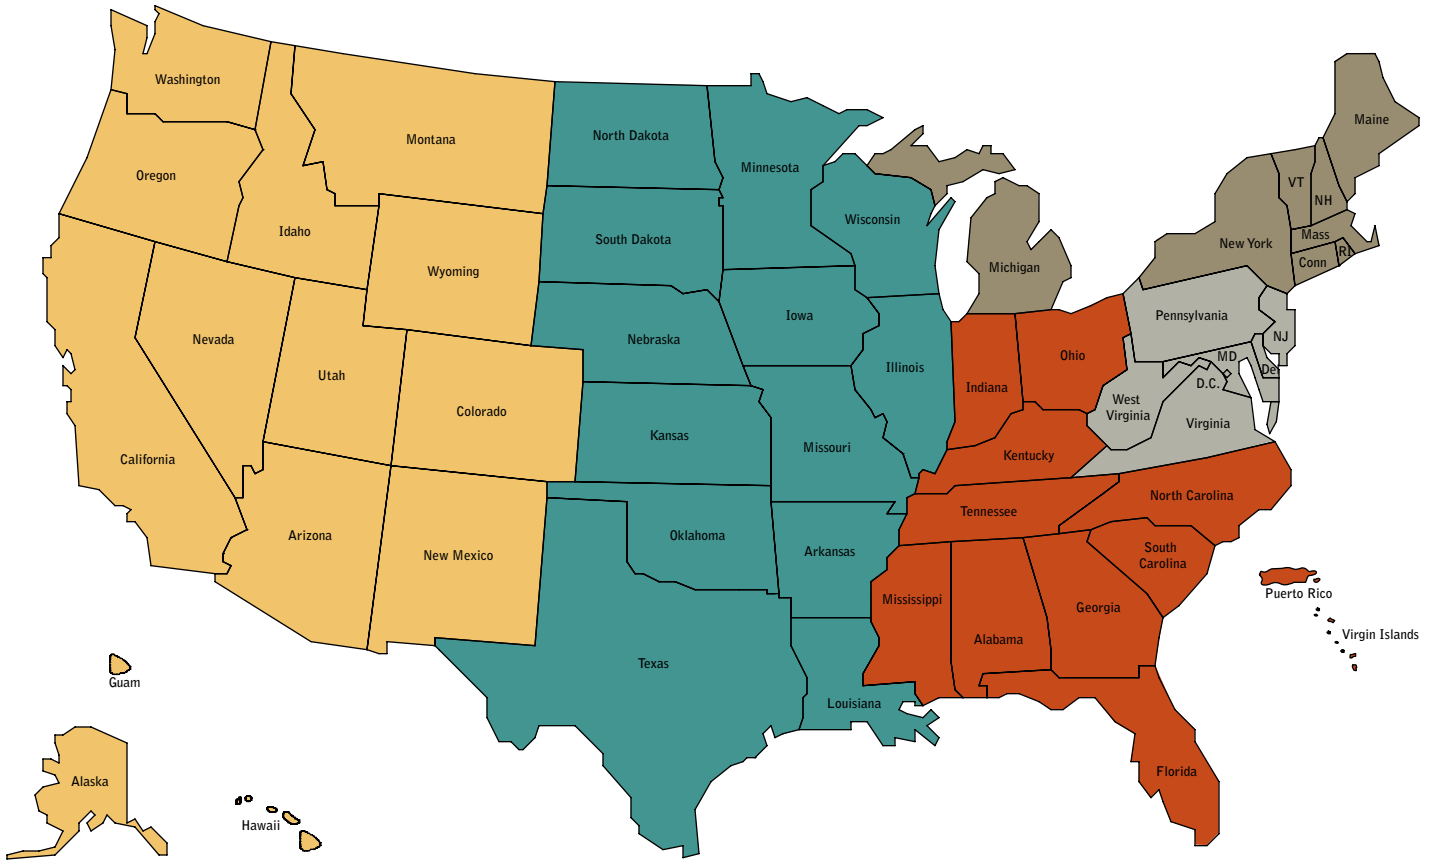 Washington
Maine
Montana
North Dakota
Minnesota
Oregon
VT
NH
Idaho
Wisconsin
South Dakota
Mass
New York
RI
Conn
Wyoming
Michigan
Iowa
Pennsylvania
Nevada
Nebraska
NJ
Ohio
MD
Illinois
Del
Utah
D.C.
Indiana
West
Virginia
Colorado
Virginia
Kansas
Missouri
Kentucky
California
North Carolina
Tennessee
Arizona
Oklahoma
New Mexico
Arkansas
South
Carolina
Puerto Rico
Mississippi
Georgia
Virgin Islands
Alabama
Texas
Guam
Louisiana
Florida
Alaska
Hawaii